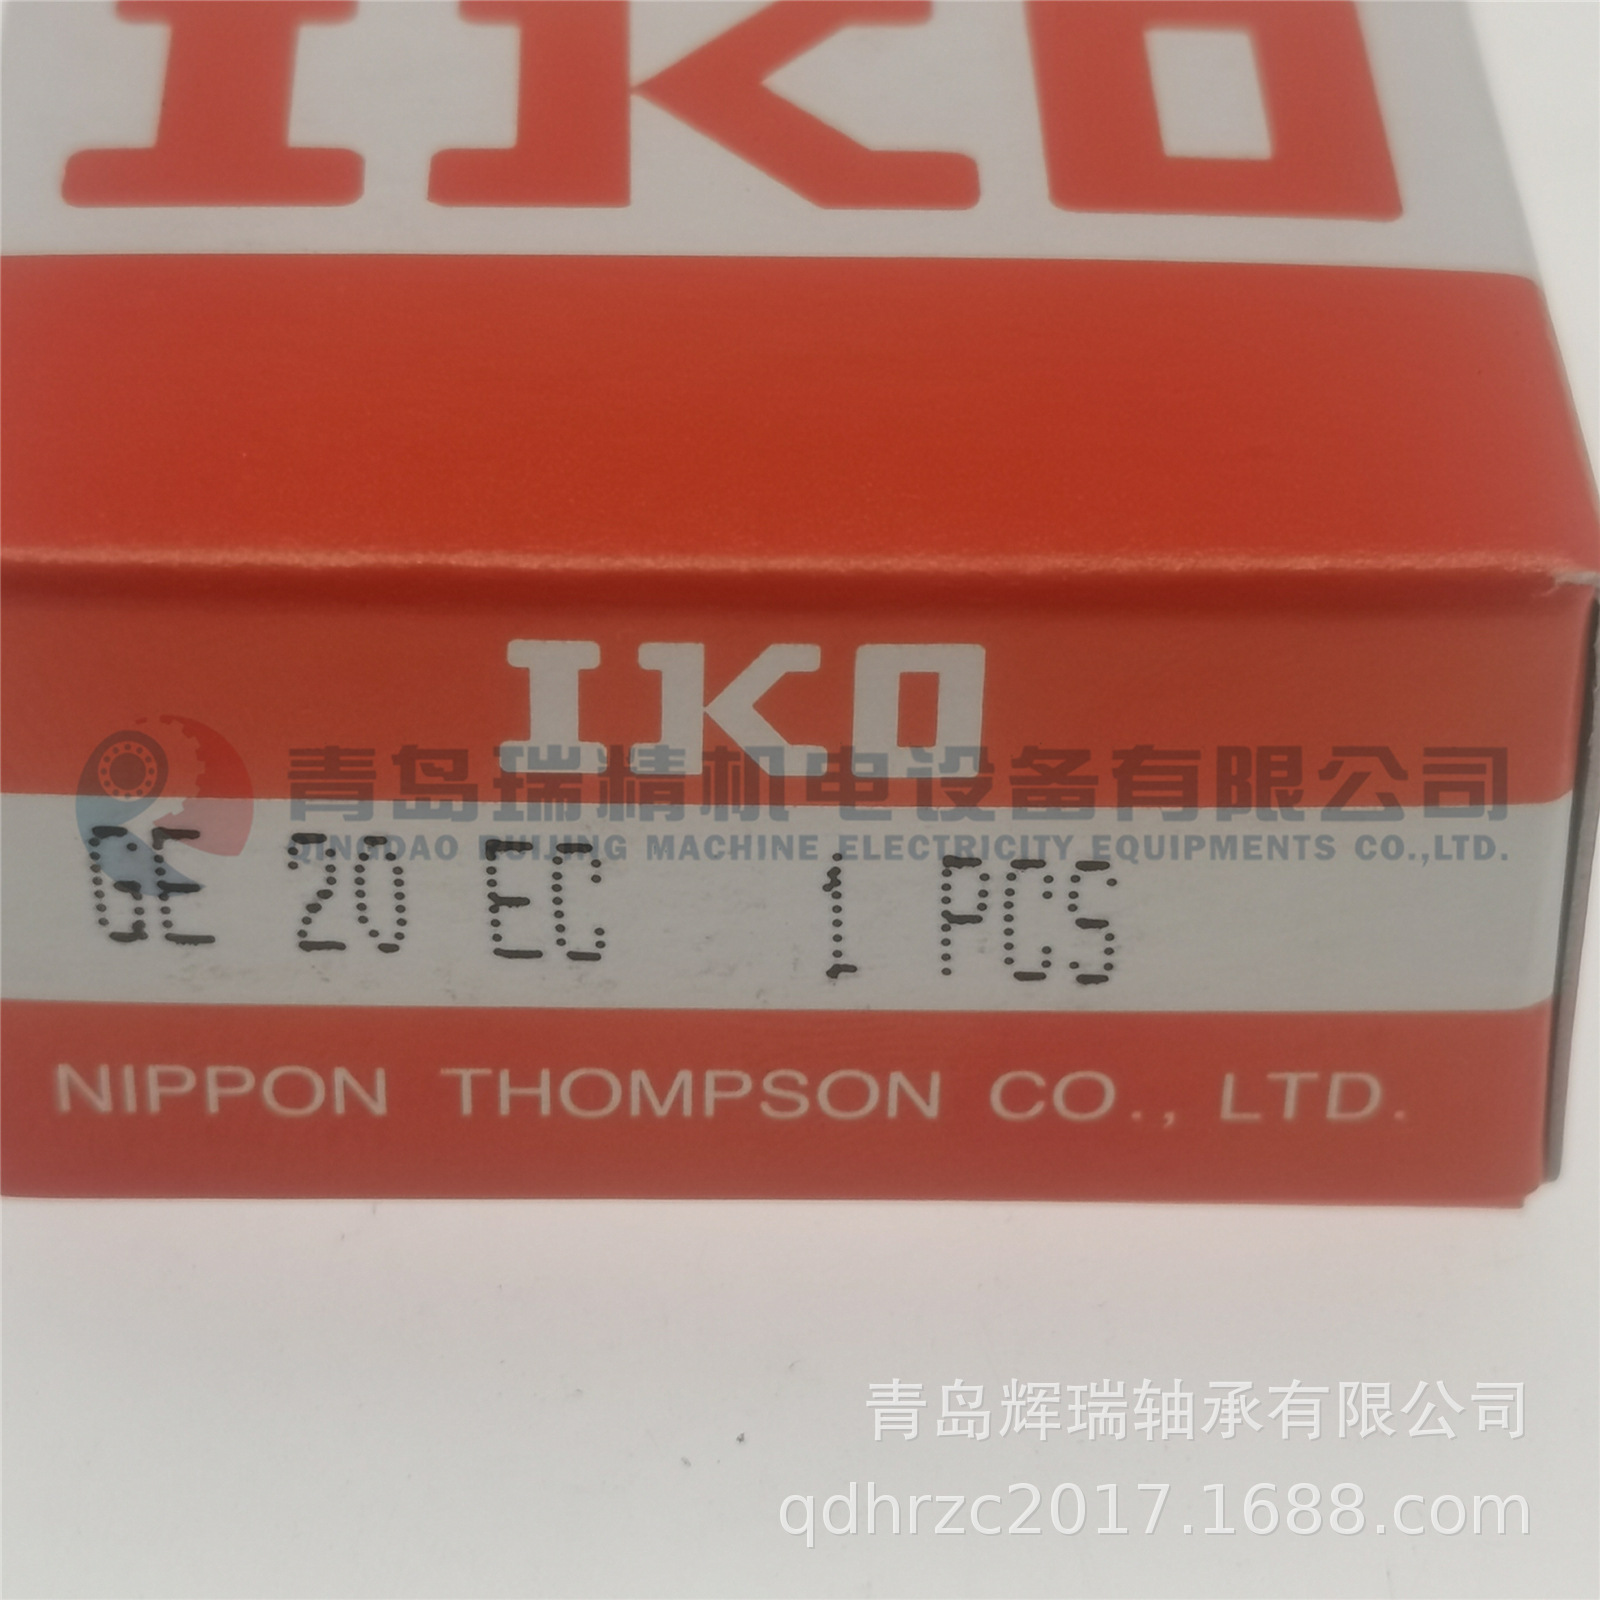 IKO
IKO
青岛瑞精机电设备有限公司
QINGDAO RUIJING MACHINE ELECTRICITY EQUIPMENTS CO.,LTD.
GE 20 EC 1 PCS
NIPPON THOMPSON CO., LTD.
青岛辉瑞轴承有限公司
qdhrzc2017.1688.com